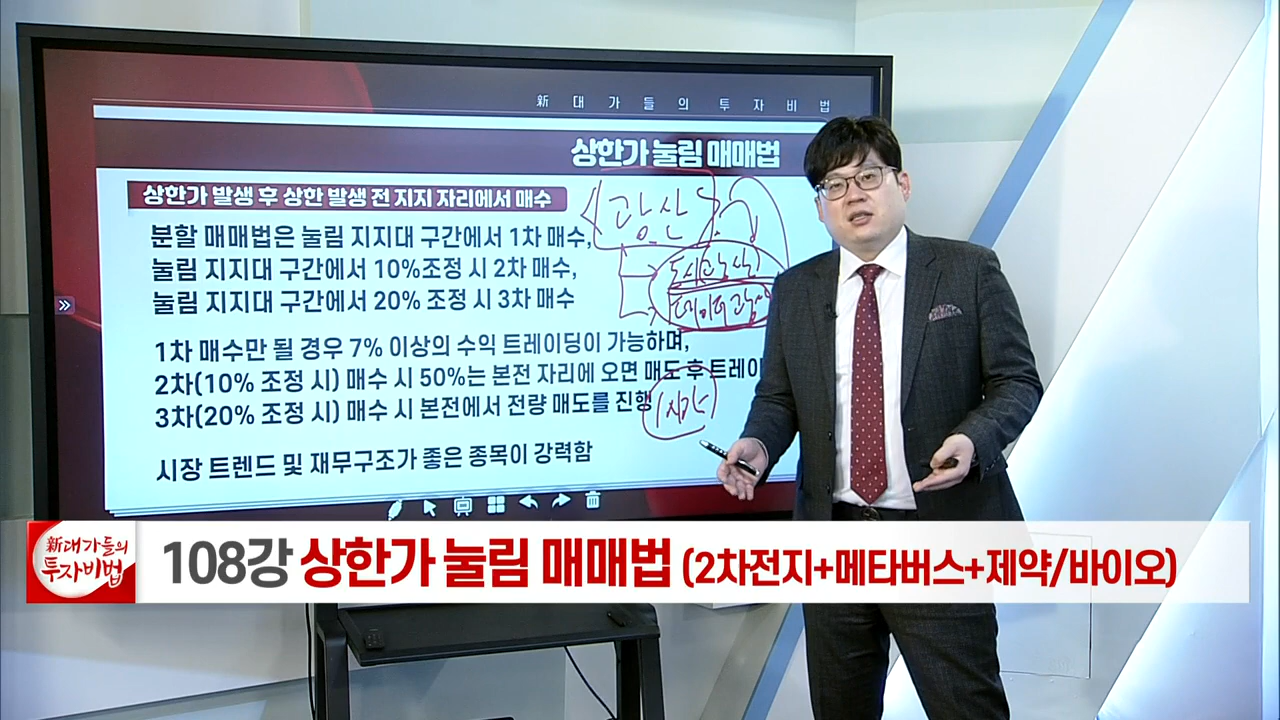 新 대 가 들 의 투 자 비 법
상한가 눌림 매매법
상한가 발생 후 상한 발생 전 지지 자리에서 매수
광산
분할 매매법은 눌림 지지대 구간에서 1차 매수,
눌림 지지대 구간에서 10%조정 시 2차 매수,
도시광산
눌림 지지대 구간에서 20% 조정 시 3차 매수
1차 매수만 될 경우 7% 이상의 수익 트레이딩이 가능하며,
2차(10% 조정 시) 매수 시 50%는 본전 자리에 오면 매도 후 트레이
3차(20% 조정 시) 매수 시 본전에서 전량 매도를 진행
시장 트렌드 및 재무구조가 좋은 종목이 강력함
新대가들의
투자비법
108강 상한가 눌림 매매법 (2차전지+메타버스+제약/바이오)